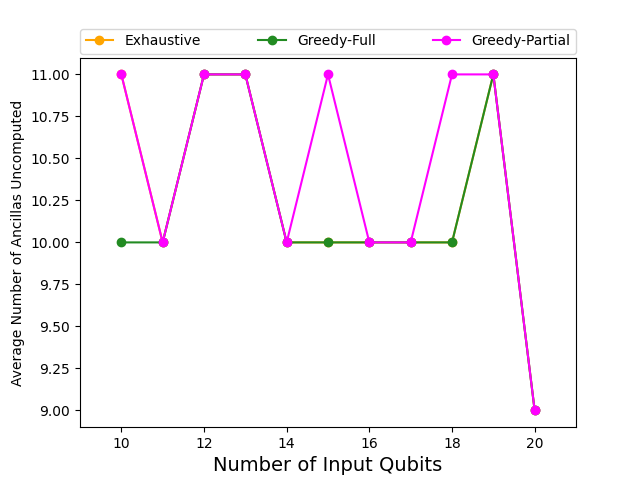 Exhaustive Greedy-Full Greedy-Partial
Average Number of Ancillas Uncomputed
11.00
10.75
10.50
10.25
10.00
9.75
9.50
9.25
9.00
10 12 14 16 18 20
Number of Input Qubits